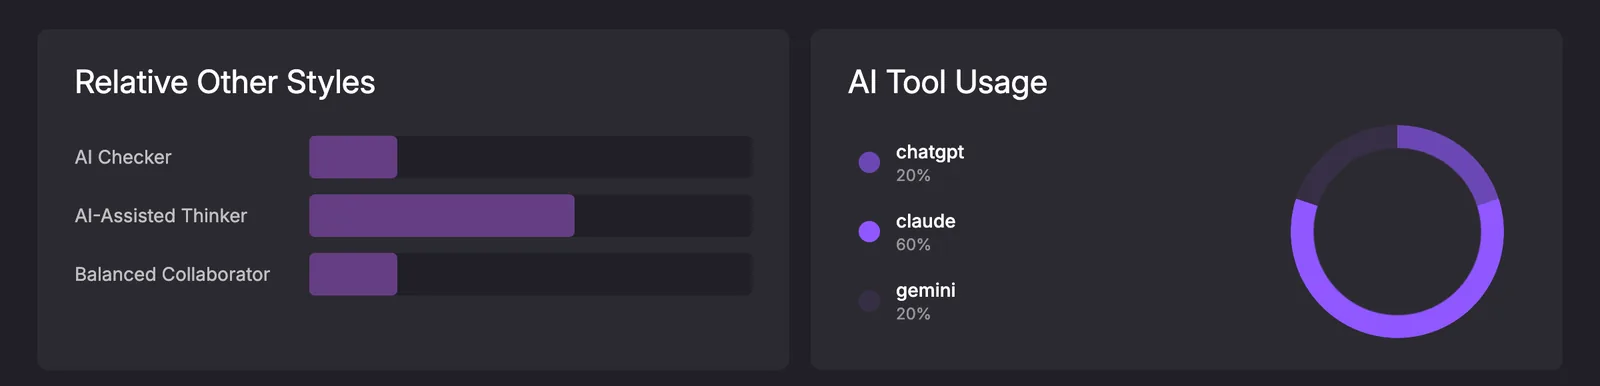 Relative Other Styles
AI Checker
AI-Assisted Thinker
Balanced Collaborator
AI Tool Usage
chatgpt
20%
claude
60%
gemini
20%